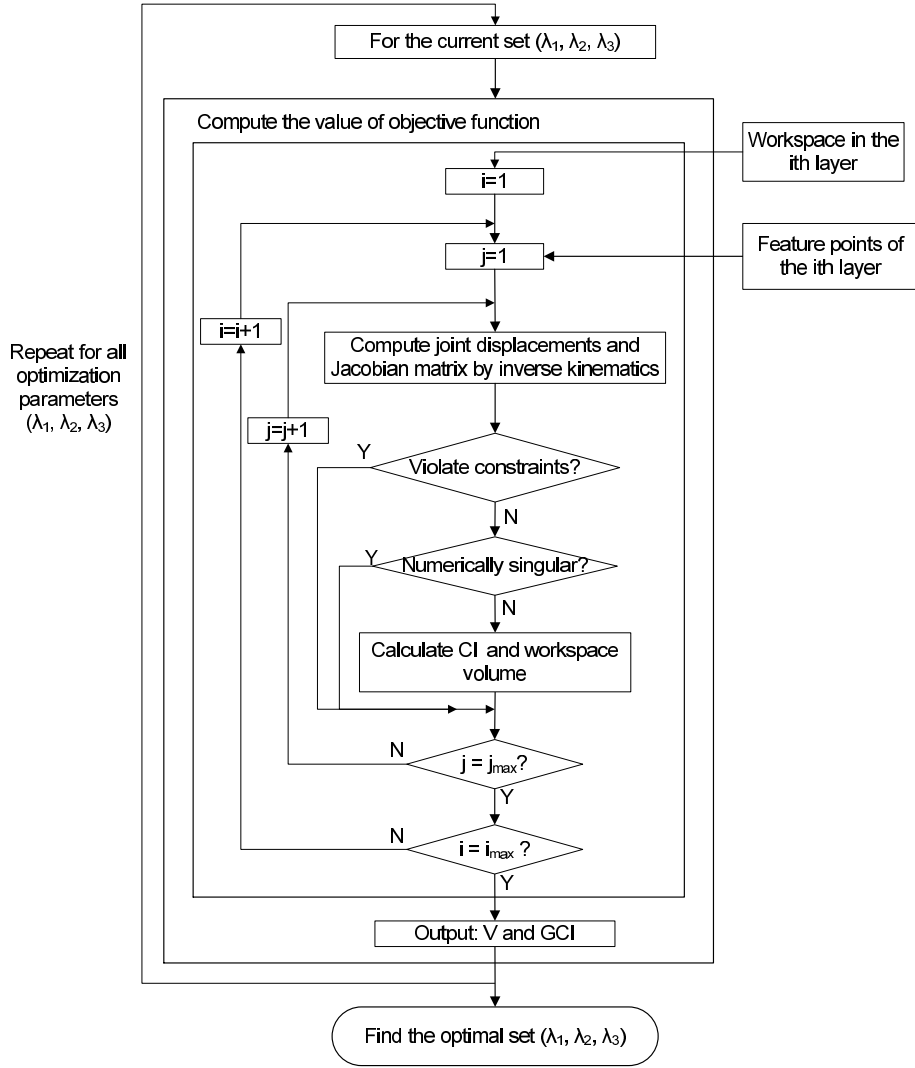 For the current set (λ₁, λ₂, λ₃)
Compute the value of objective function
Workspace in the
ith layer
i=1
j=1
Feature points of
the ith layer
i=i+1
Repeat for all
optimization
parameters
(λ₁, λ₂, λ₃)
Compute joint displacements and
Jacobian matrix by inverse kinematics
j=j+1
Y
Violate constraints?
N
Y
Numerically singular?
N
Calculate CI and workspace
volume
N
j = jₘₐₓ?
Y
N
i = iₘₐₓ ?
Y
Output: V and GCI
Find the optimal set (λ₁, λ₂, λ₃)